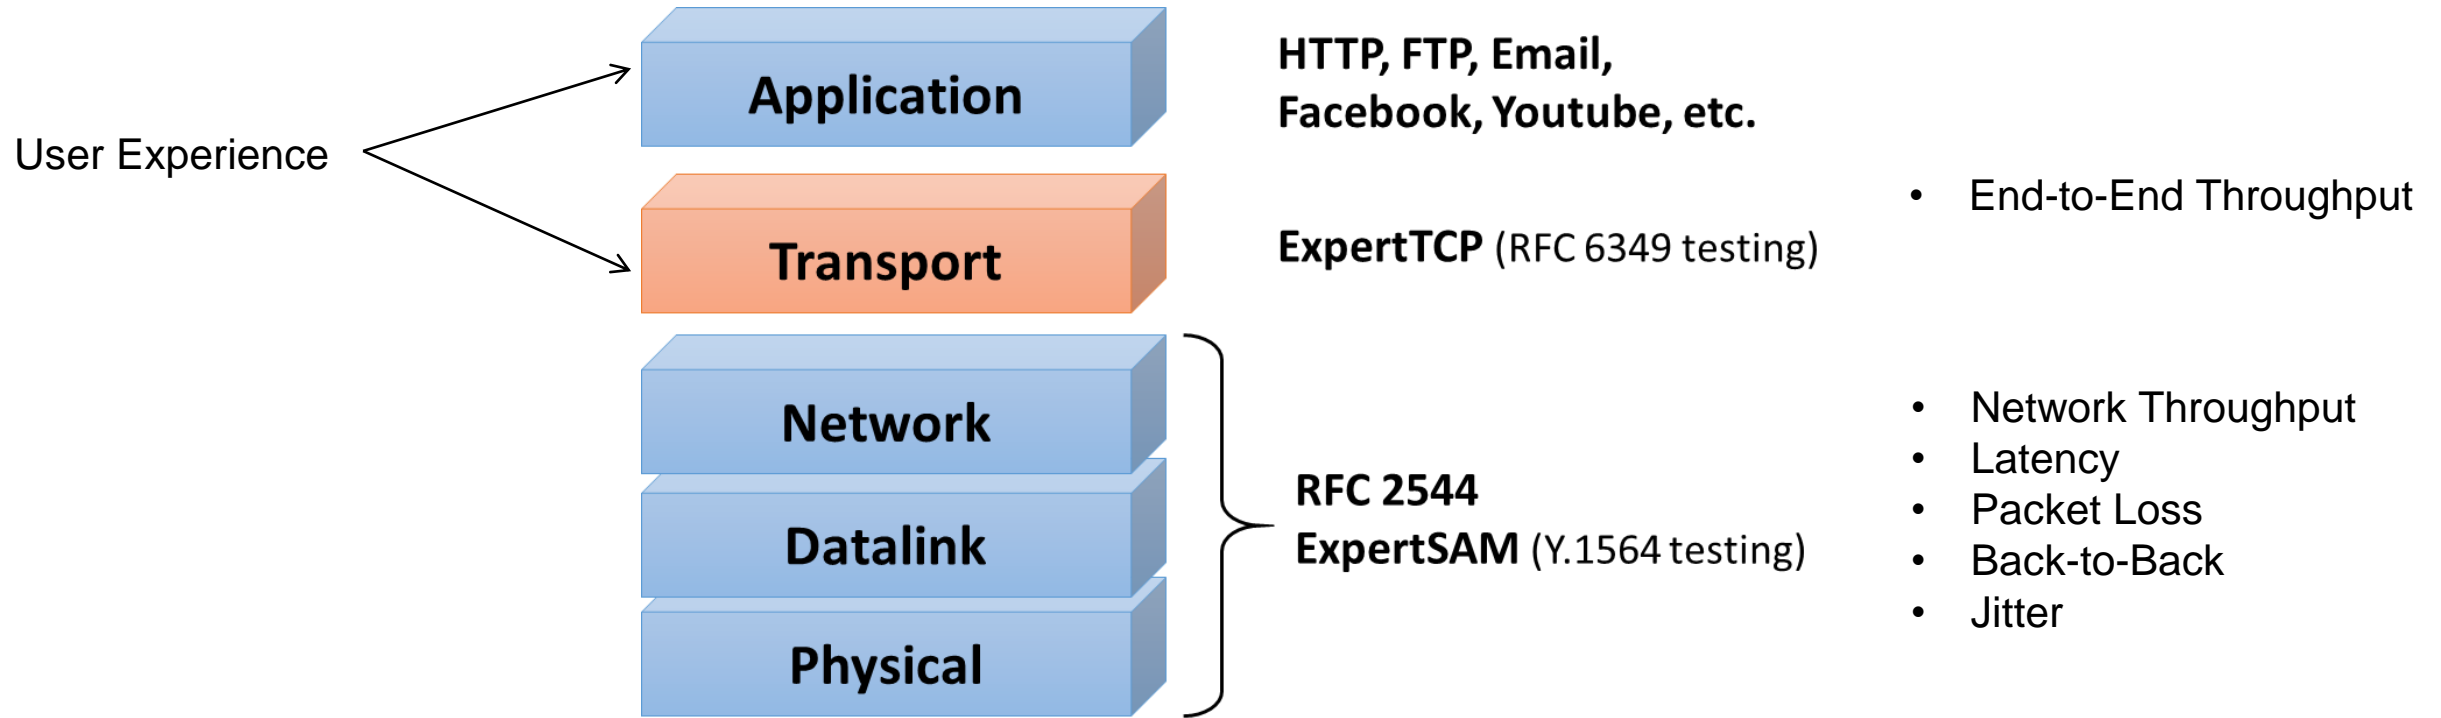 User Experience
Application
HTTP, FTP, Email,
Facebook, Youtube, etc.
Transport
ExpertTCP (RFC 6349 testing)
• End-to-End Throughput
Network
Datalink
Physical
RFC 2544
ExpertSAM (Y.1564 testing)
• Network Throughput
• Latency
• Packet Loss
• Back-to-Back
• Jitter